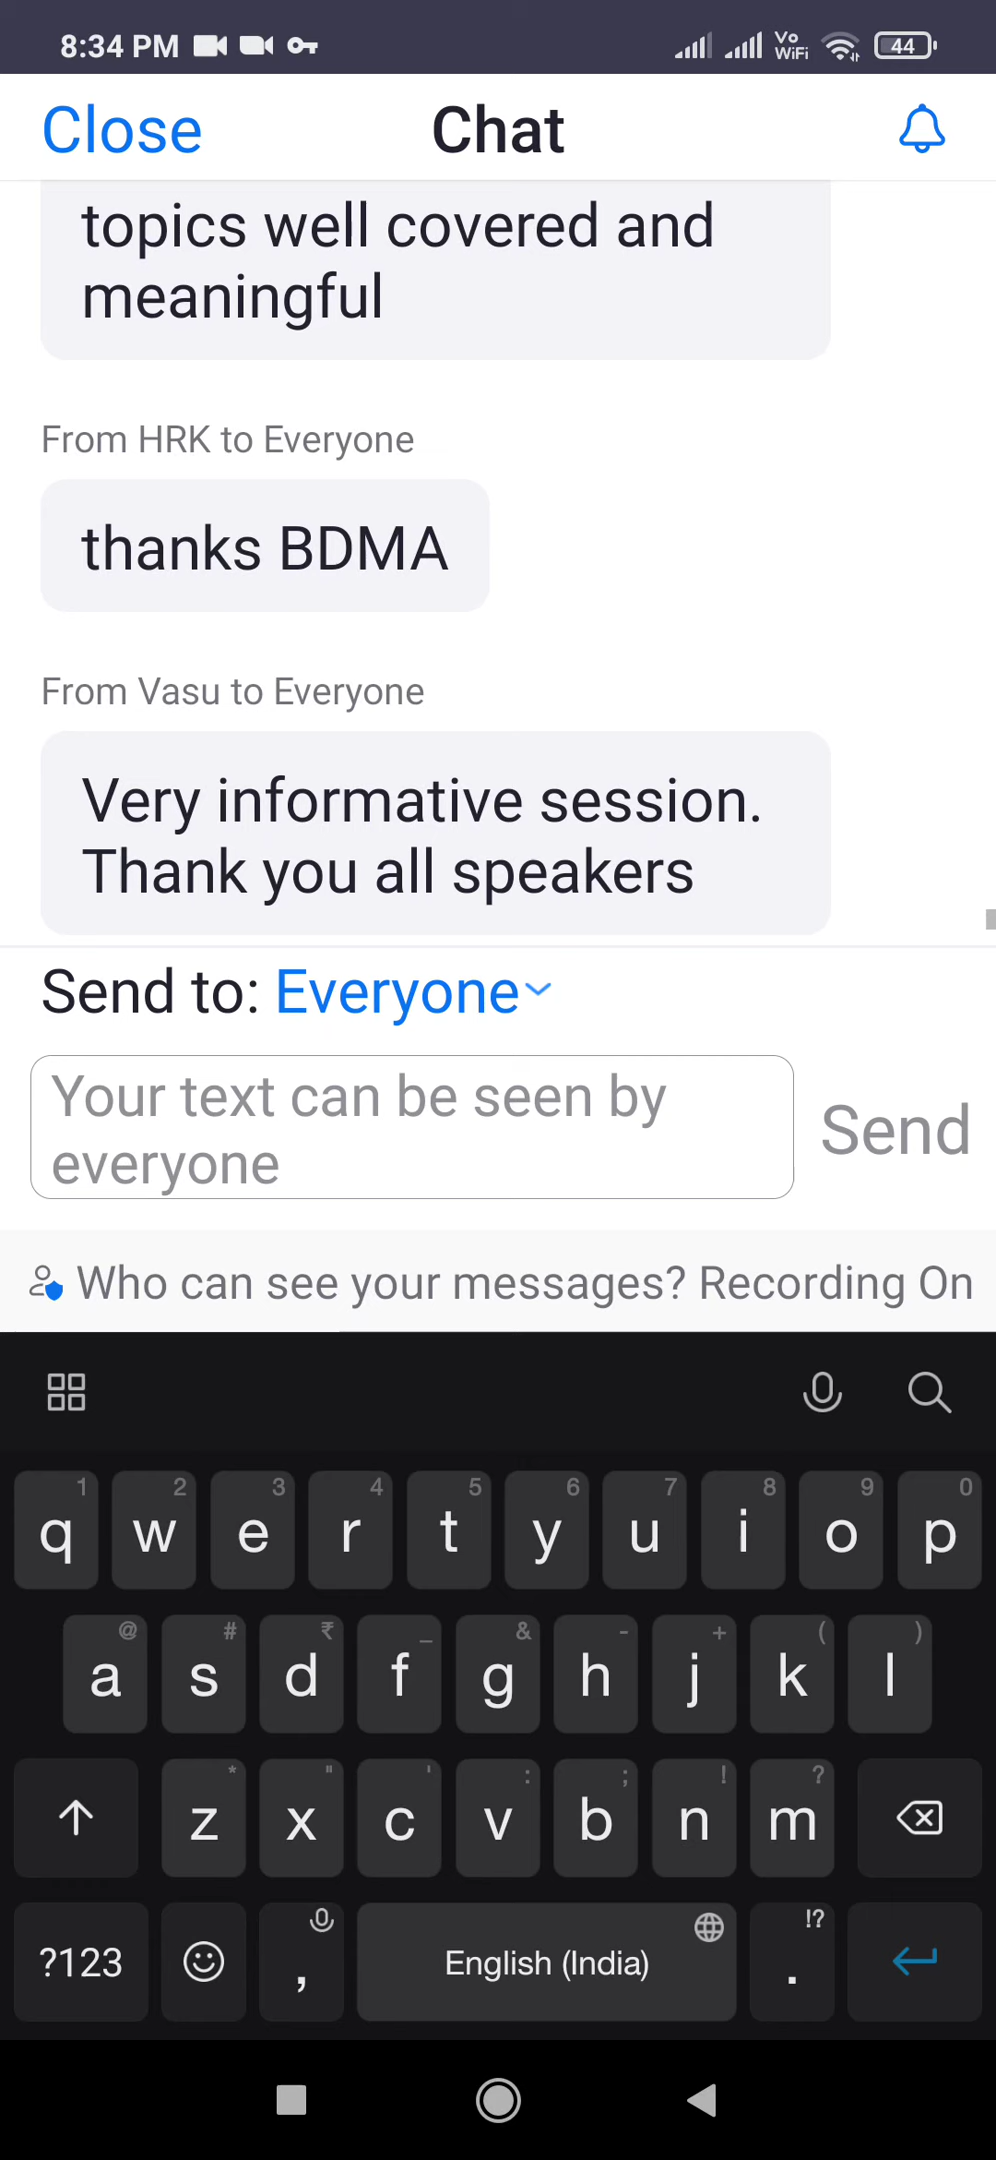 8:34 PM
Vo
WiFi
44
Close
Chat
topics well covered and
meaningful
From HRK to Everyone
thanks BDMA
From Vasu to Everyone
Very informative session.
Thank you all speakers
Send to: Everyone
Your text can be seen by
everyone
Send
Who can see your messages? Recording On
1 2 3 4 5 6 7 8 9 0
q w e r t y u i o p
@ # ₹ _ & - + ( )
a s d f g h j k l
* " ' : ; ! ?
z x c v b n m
!?
?123 , English (India) .